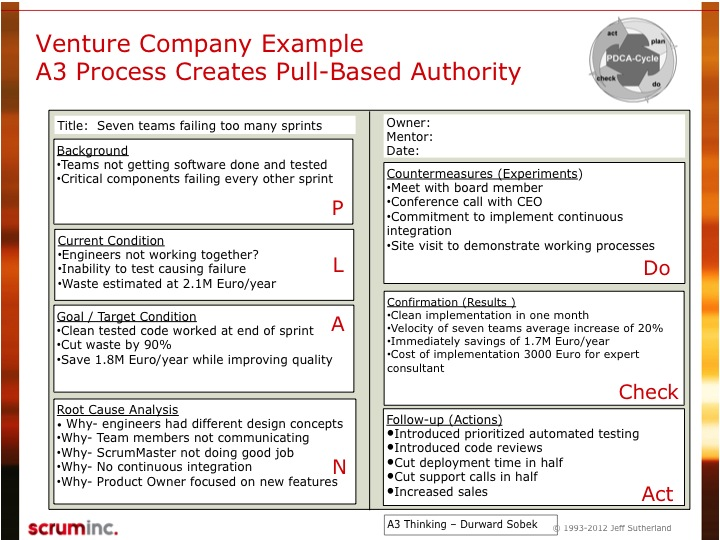 Venture Company Example
A3 Process Creates Pull-Based Authority
act
plan
PDCA-Cycle
check
do
Title:  Seven teams failing too many sprints
Background
•Teams not getting software done and tested
•Critical components failing every other sprint
P
Current Condition
•Engineers not working together?
•Inability to test causing failure
•Waste estimated at 2.1M Euro/year
L
Goal / Target Condition
•Clean tested code worked at end of sprint
•Cut waste by 90%
•Save 1.8M Euro/year while improving quality
A
Root Cause Analysis
• Why- engineers had different design concepts
•Why- Team members not communicating
•Why- ScrumMaster not doing good job
•Why- No continuous integration
•Why- Product Owner focused on new features
N
Owner:
Mentor:
Date:
Countermeasures (Experiments)
•Meet with board member
•Conference call with CEO
•Commitment to implement continuous
integration
•Site visit to demonstrate working processes
Do
Confirmation (Results )
•Clean implementation in one month
•Velocity of seven teams average increase of 20%
•Immediately savings of 1.7M Euro/year
•Cost of implementation 3000 Euro for expert
consultant
Check
Follow-up (Actions)
•Introduced prioritized automated testing
•Introduced code reviews
•Cut deployment time in half
•Cut support calls in half
•Increased sales
Act
scruminc.
A3 Thinking – Durward Sobek
© 1993-2012 Jeff Sutherland